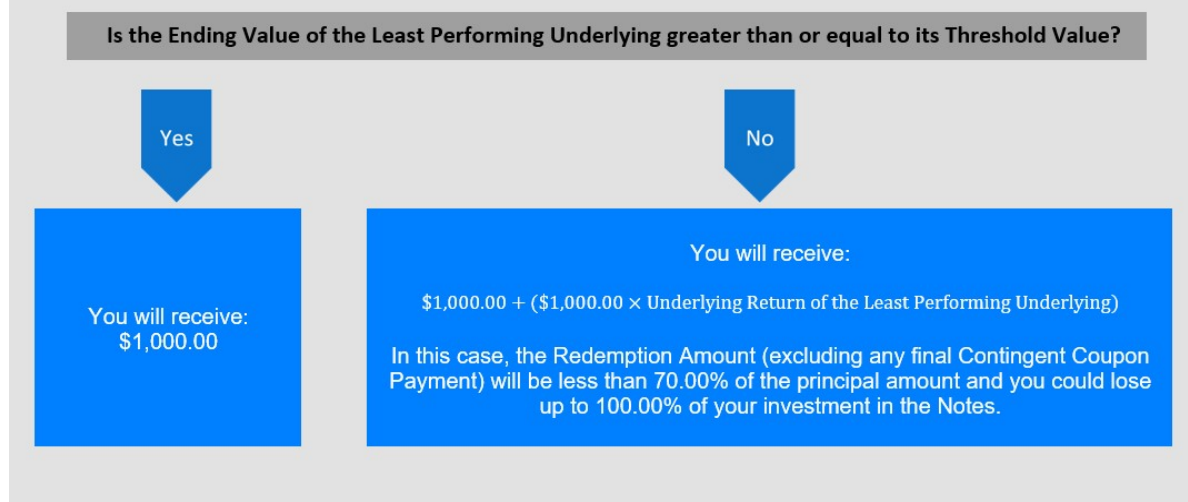 Is the Ending Value of the Least Performing Underlying greater than or equal to its Threshold Value?
Yes
No
You will receive:
$1,000.00
You will receive:
$1,000.00 + ($1,000.00 × Underlying Return of the Least Performing Underlying)
In this case, the Redemption Amount (excluding any final Contingent Coupon
Payment) will be less than 70.00% of the principal amount and you could lose
up to 100.00% of your investment in the Notes.